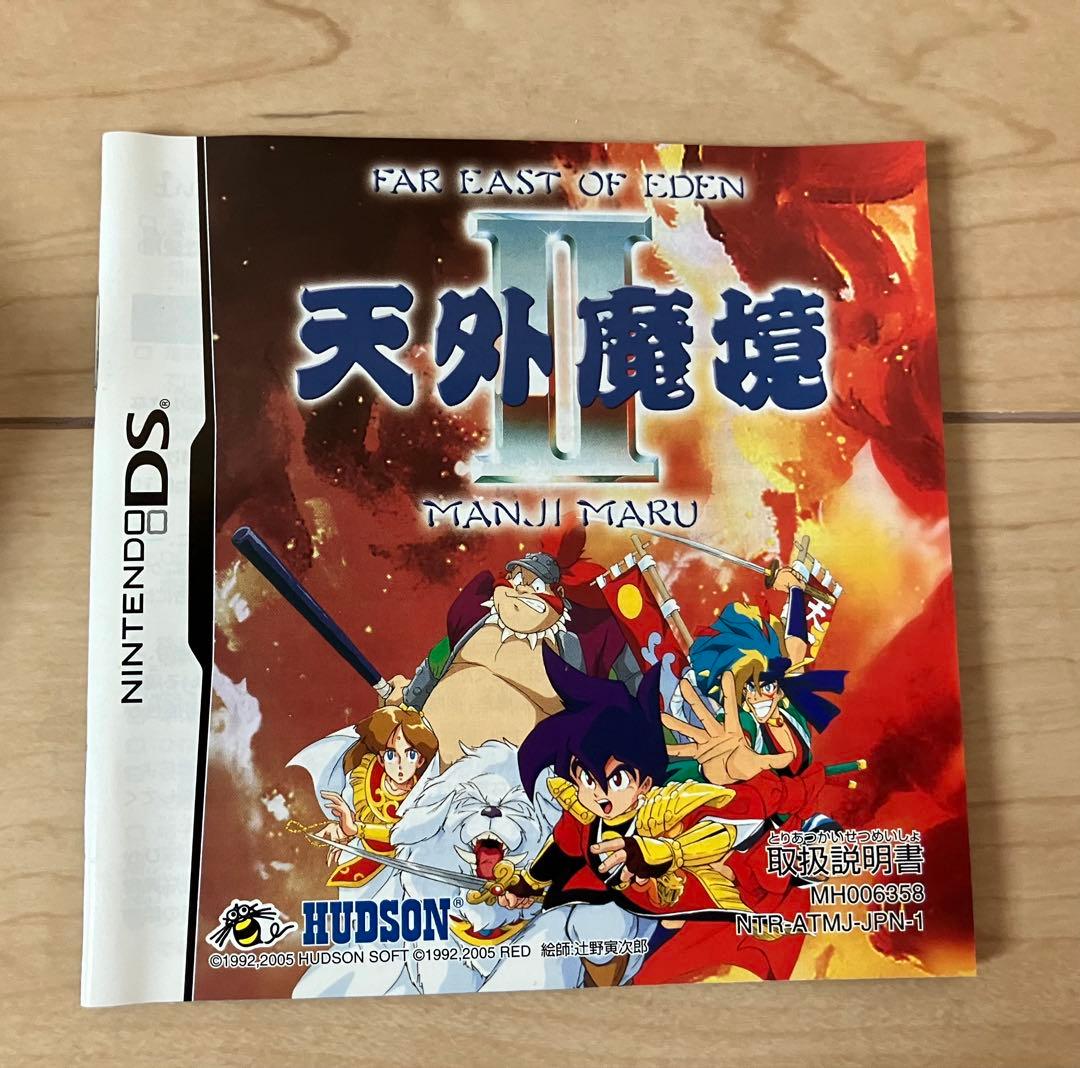 FAR EAST OF EDEN
II
天外魔境
MANJI MARU
NINTENDO DS®
とりあつかいせつめいしょ
取扱説明書
MH006358
NTR-ATMJ-JPN-1
HUDSON®
©1992,2005 HUDSON SOFT ©1992,2005 RED 絵師:辻野寅次郎